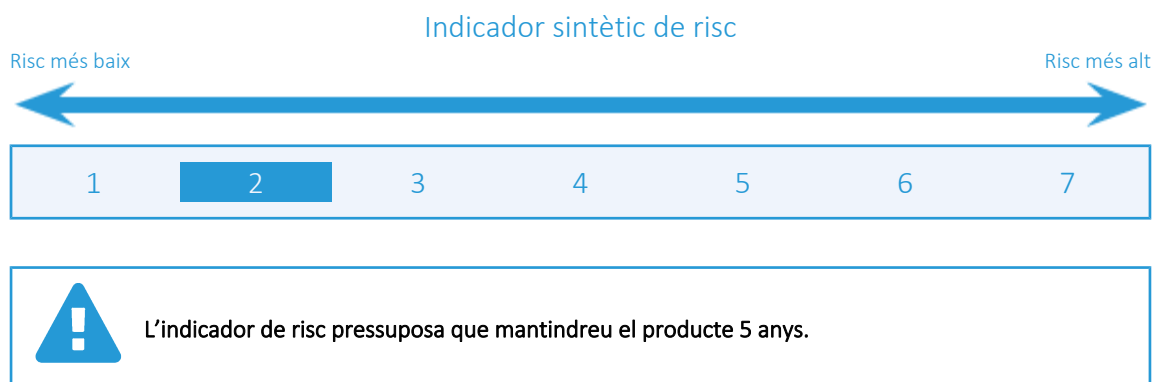 Indicador sintètic de risc
Risc més baix Risc més alt
1 2 3 4 5 6 7
L’indicador de risc pressuposa que mantindreu el producte 5 anys.